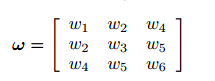 ω = [ w₁ w₂ w₄
w₂ w₃ w₅
w₄ w₅ w₆ ]